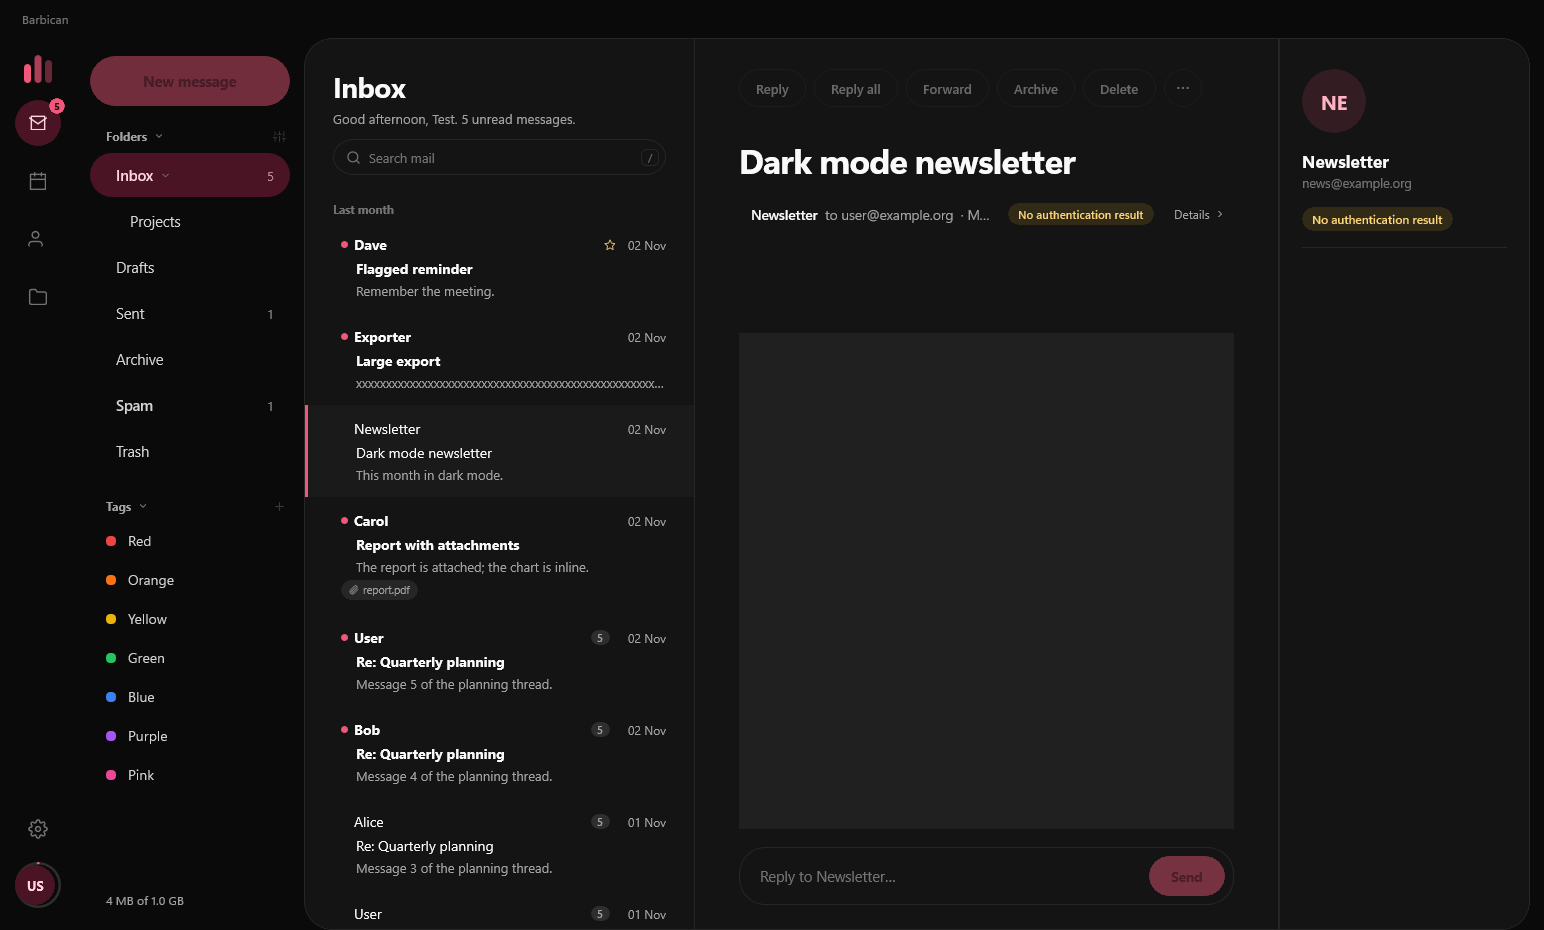 Barbican
5
New message
Folders
Inbox 5
Projects
Drafts
Sent 1
Archive
Spam 1
Trash
Tags
Red
Orange
Yellow
Green
Blue
Purple
Pink
US
4 MB of 1.0 GB
Inbox
Good afternoon, Test. 5 unread messages.
Search mail /
Last month
Dave 02 Nov
Flagged reminder
Remember the meeting.
Exporter 02 Nov
Large export
Newsletter 02 Nov
Dark mode newsletter
This month in dark mode.
Carol 02 Nov
Report with attachments
The report is attached; the chart is inline.
report.pdf
User 5 02 Nov
Re: Quarterly planning
Message 5 of the planning thread.
Bob 5 02 Nov
Re: Quarterly planning
Message 4 of the planning thread.
Alice 5 01 Nov
Re: Quarterly planning
Message 3 of the planning thread.
User 5 01 Nov
Reply Reply all Forward Archive Delete ...
Dark mode newsletter
Newsletter to user@example.org · M... No authentication result Details
Reply to Newsletter... Send
NE
Newsletter
news@example.org
No authentication result